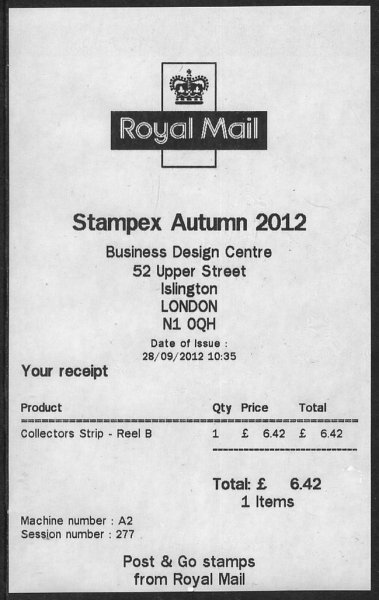 Royal Mail
Stampex Autumn 2012
Business Design Centre
52 Upper Street
Islington
LONDON
N1 0QH
Date of Issue :
28/09/2012 10:35
Your receipt
Product Qty Price Total
Collectors Strip - Reel B 1 £ 6.42 £ 6.42
Total: £ 6.42
1 Items
Machine number : A2
Session number : 277
Post & Go stamps
from Royal Mail